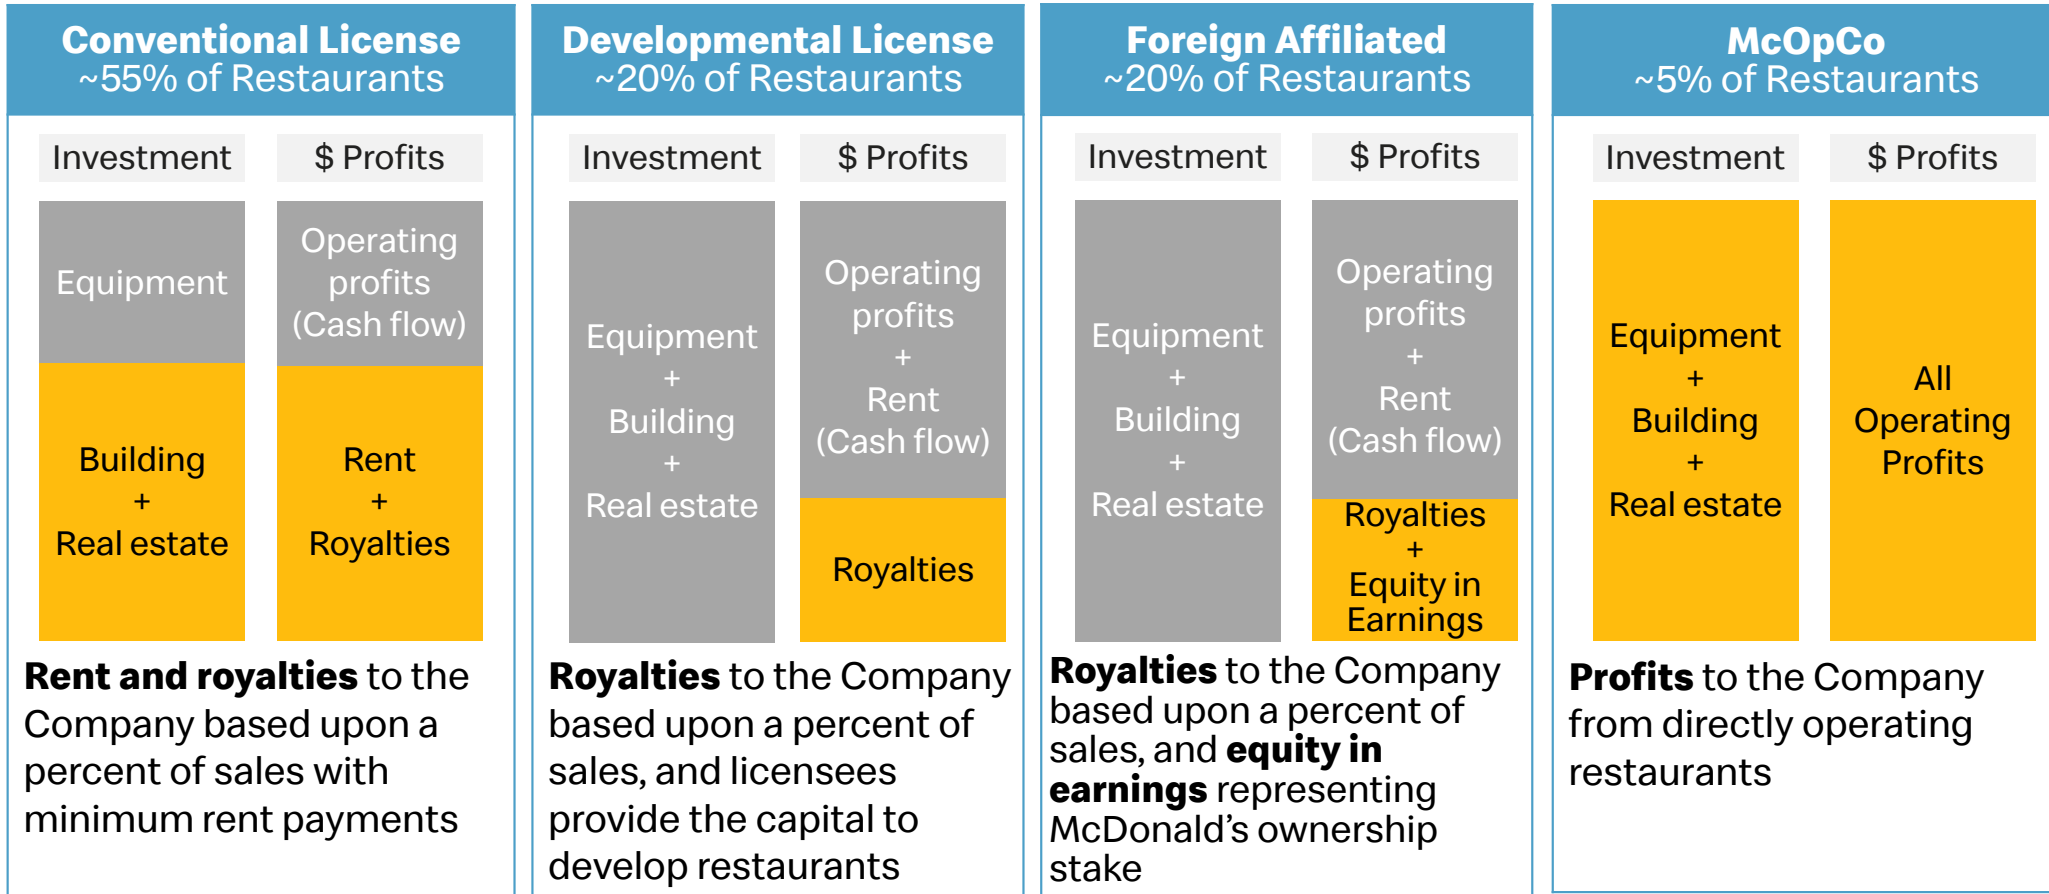 Conventional License
~55% of Restaurants
Investment
$ Profits
Equipment
Building
+
Real estate
Operating
profits
(Cash flow)
Rent
+
Royalties
Rent and royalties to the
Company based upon a
percent of sales with
minimum rent payments
Developmental License
~20% of Restaurants
Investment
$ Profits
Equipment
+
Building
+
Real estate
Operating
profits
+
Rent
(Cash flow)
Royalties
Royalties to the Company
based upon a percent of
sales, and licensees
provide the capital to
develop restaurants
Foreign Affiliated
~20% of Restaurants
Investment
$ Profits
Equipment
+
Building
+
Real estate
Operating
profits
+
Rent
(Cash flow)
Royalties
+
Equity in
Earnings
Royalties to the Company
based upon a percent of
sales, and equity in
earnings representing
McDonald’s ownership
stake
McOpCo
~5% of Restaurants
Investment
$ Profits
Equipment
+
Building
+
Real estate
All
Operating
Profits
Profits to the Company
from directly operating
restaurants